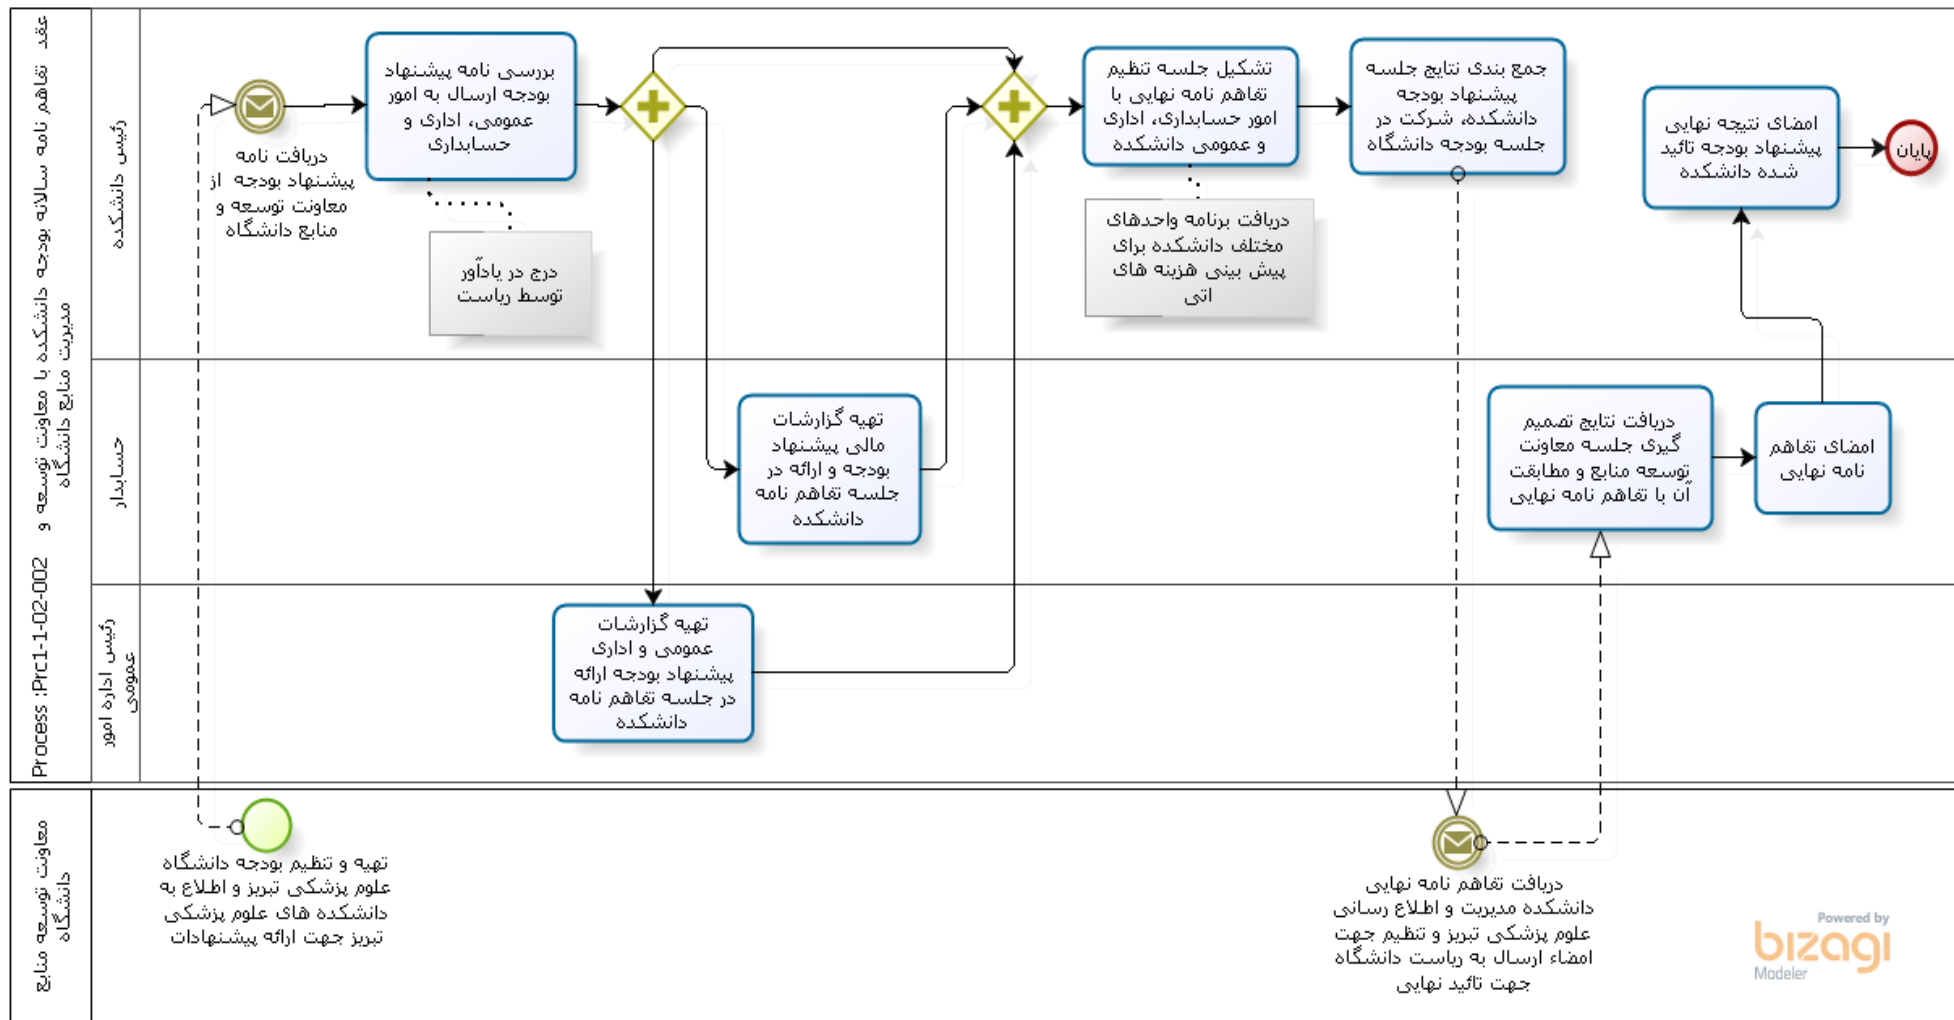 Process :Prc1-1-02-002 عقد تفاهم نامه سالانه بودجه دانشکده با معاونت توسعه و
مدیریت منابع دانشگاه
رئیس دانشکده
دریافت نامه
پیشنهاد بودجه از
معاونت توسعه و
منابع دانشگاه
بررسی نامه پیشنهاد
بودجه ارسال به امور
عمومی، اداری و
حسابداری
درج در یادآور
توسط ریاست
تشکیل جلسه تنظیم
تفاهم نامه نهایی با
امور حسابداری، اداری
و عمومی دانشکده
دریافت برنامه واحدهای
مختلف دانشکده برای
پیش بینی هزینه های
اتی
جمع بندی نتایج جلسه
پیشنهاد بودجه
دانشکده، شرکت در
جلسه بودجه دانشگاه
امضای نتیجه نهایی
پیشنهاد بودجه تائید
شده دانشکده
پایان
حسابدار
تهیه گزارشات
مالی پیشنهاد
بودجه و ارائه در
جلسه تفاهم نامه
دانشکده
دریافت نتایج تصمیم
گیری جلسه معاونت
توسعه منابع و مطابقت
آن با تفاهم نامه نهایی
امضای تفاهم
نامه نهایی
رئیس اداره امور
عمومی
تهیه گزارشات
عمومی و اداری
پیشنهاد بودجه ارائه
در جلسه تفاهم نامه
دانشکده
معاونت توسعه منابع
دانشگاه
تهیه و تنظیم بودجه دانشگاه
علوم پزشکی تبریز و اطلاع به
دانشکده های علوم پزشکی
تبریز جهت ارائه پیشنهادات
دریافت تفاهم نامه نهایی
دانشکده مدیریت و اطلاع رسانی
علوم پزشکی تبریز و تنظیم جهت
امضاء ارسال به ریاست دانشگاه
جهت تائید نهایی
Powered by
bizagi
Modeler